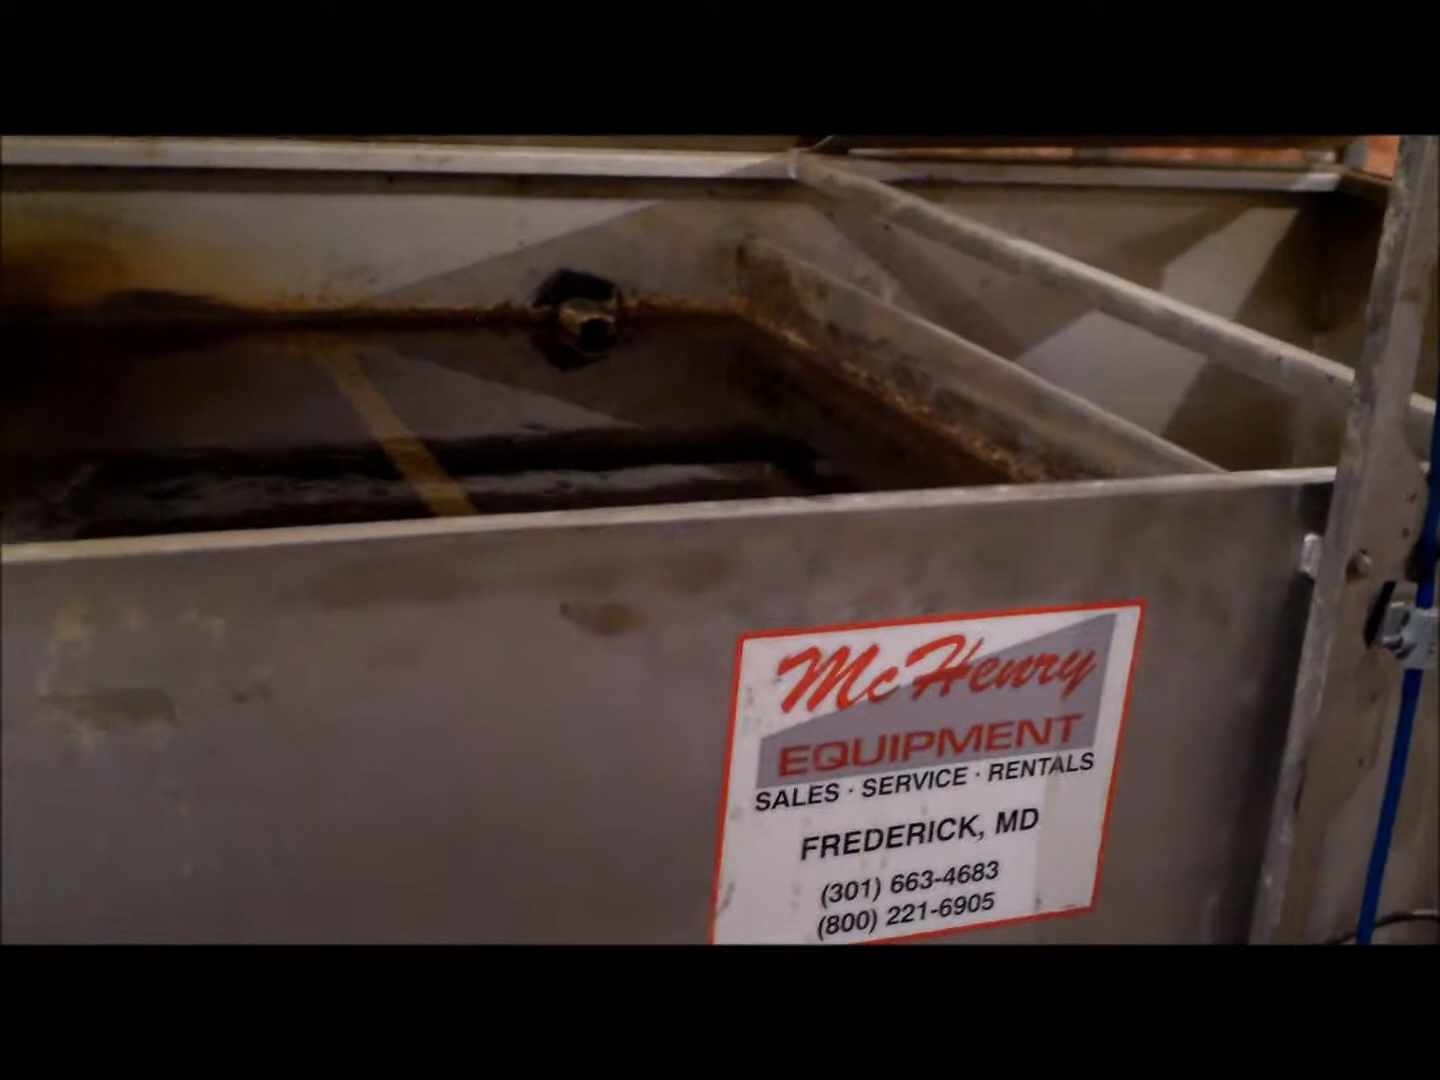 McHenry
EQUIPMENT
SALES · SERVICE · RENTALS
FREDERICK, MD
(301) 663-4683
(800) 221-6905